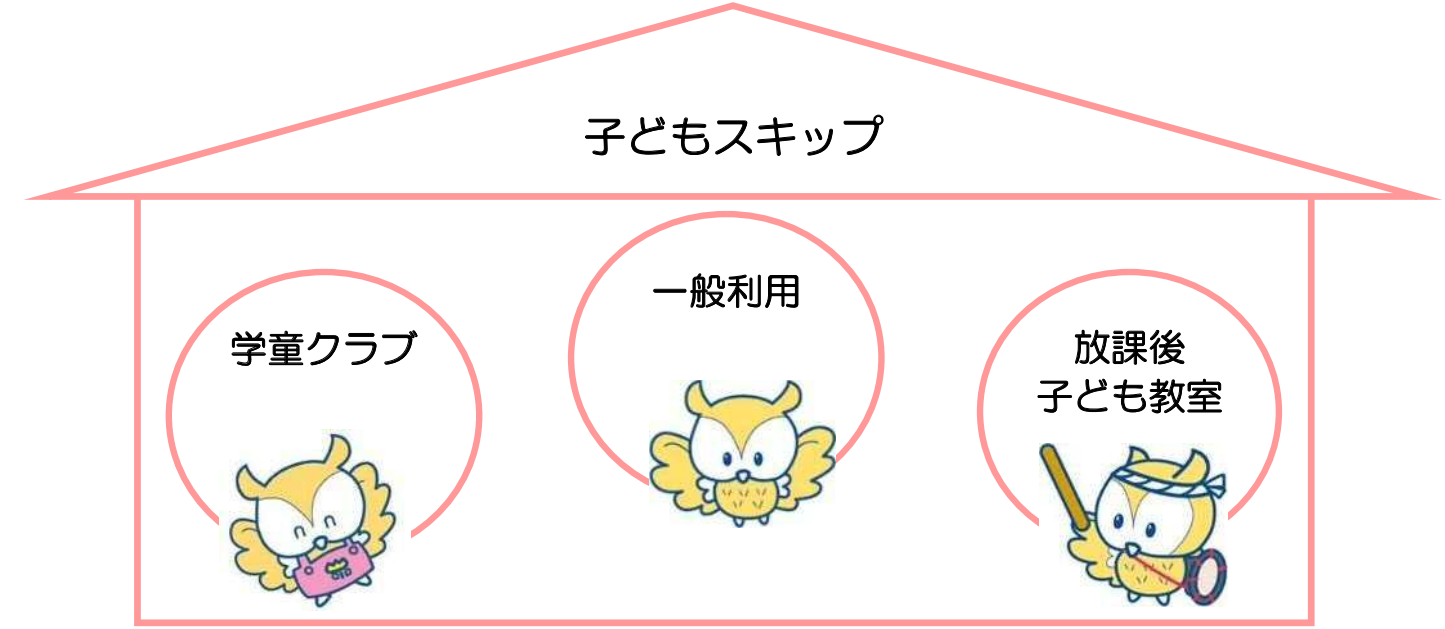 子どもスキップ
学童クラブ
一般利用
放課後
子ども教室